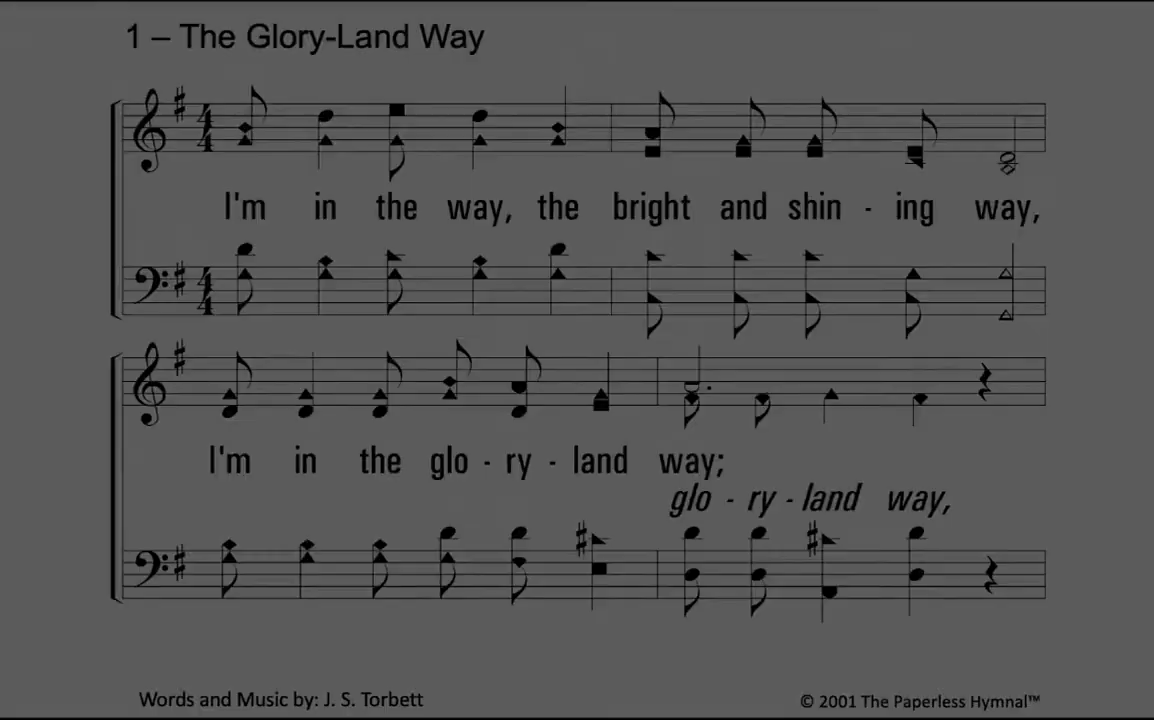 1 – The Glory-Land Way
I'm in the way, the bright and shin - ing way,
I'm in the glo - ry - land way;
glo - ry - land way,
Words and Music by: J. S. Torbett
© 2001 The Paperless Hymnal™